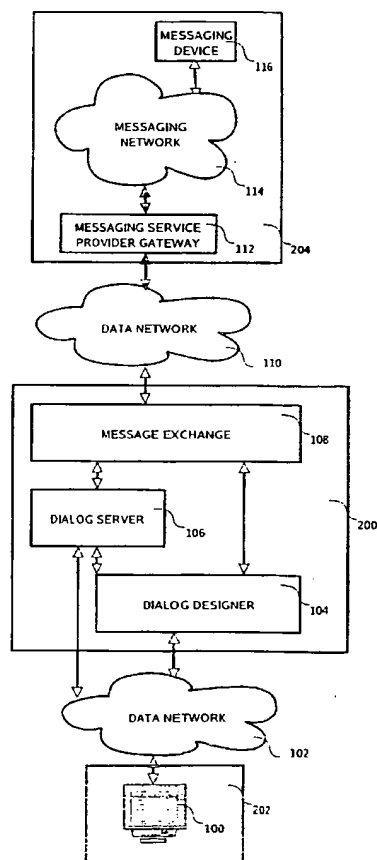 MESSAGING
DEVICE
116
MESSAGING
NETWORK
114
MESSAGING SERVICE
PROVIDER GATEWAY
112
204
DATA NETWORK
110
MESSAGE EXCHANGE
108
DIALOG SERVER
106
200
DIALOG DESIGNER
104
DATA NETWORK
102
100
202